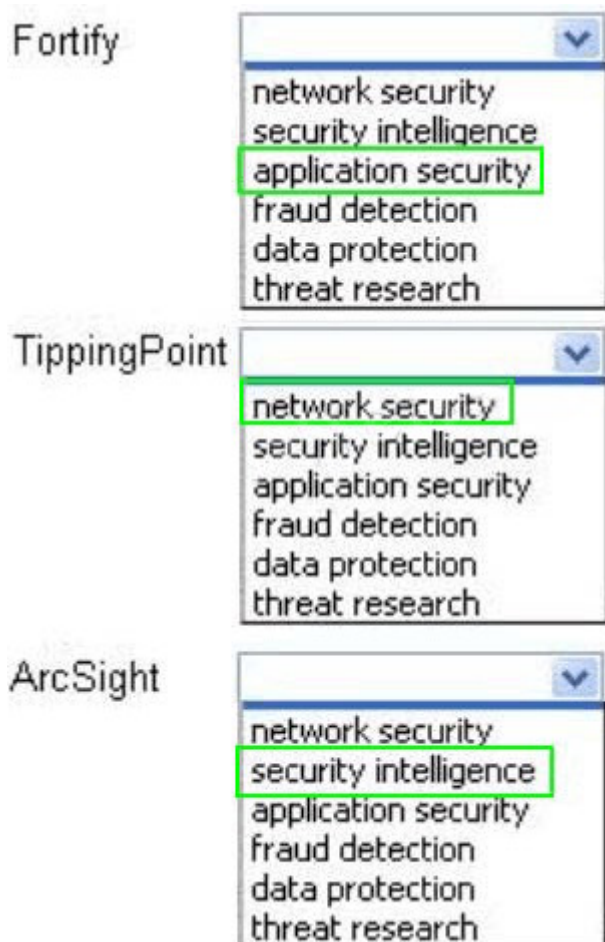 Fortify
network security
security intelligence
application security
fraud detection
data protection
threat research
TippingPoint
network security
security intelligence
application security
fraud detection
data protection
threat research
ArcSight
network security
security intelligence
application security
fraud detection
data protection
threat research